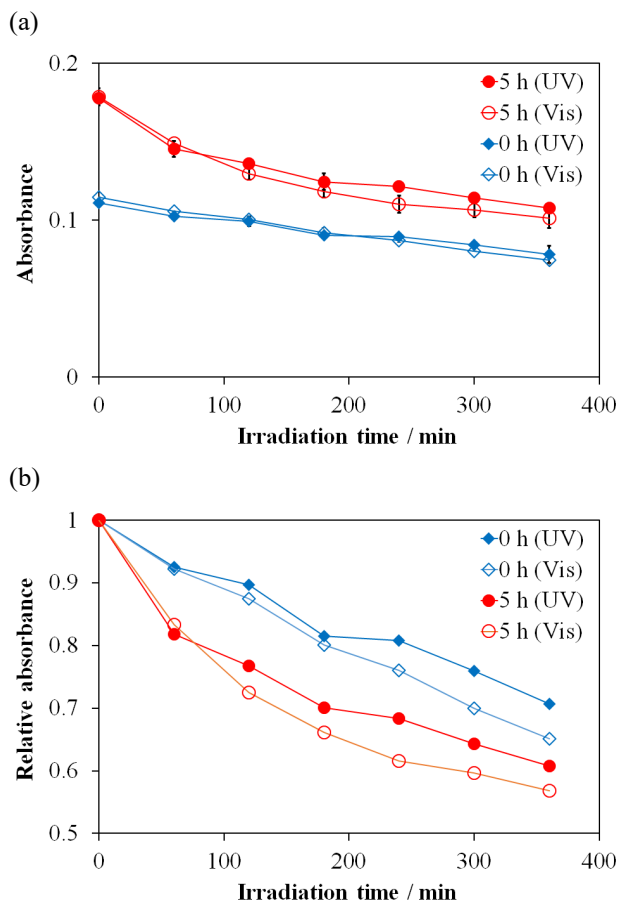 (a)
0.2
5 h (UV)
5 h (Vis)
0 h (UV)
0 h (Vis)
0.1
Absorbance
0
0
100
200
300
400
Irradiation time / min
(b)
1
0 h (UV)
0 h (Vis)
5 h (UV)
5 h (Vis)
0.9
0.8
0.7
0.6
0.5
Relative absorbance
0
100
200
300
400
Irradiation time / min